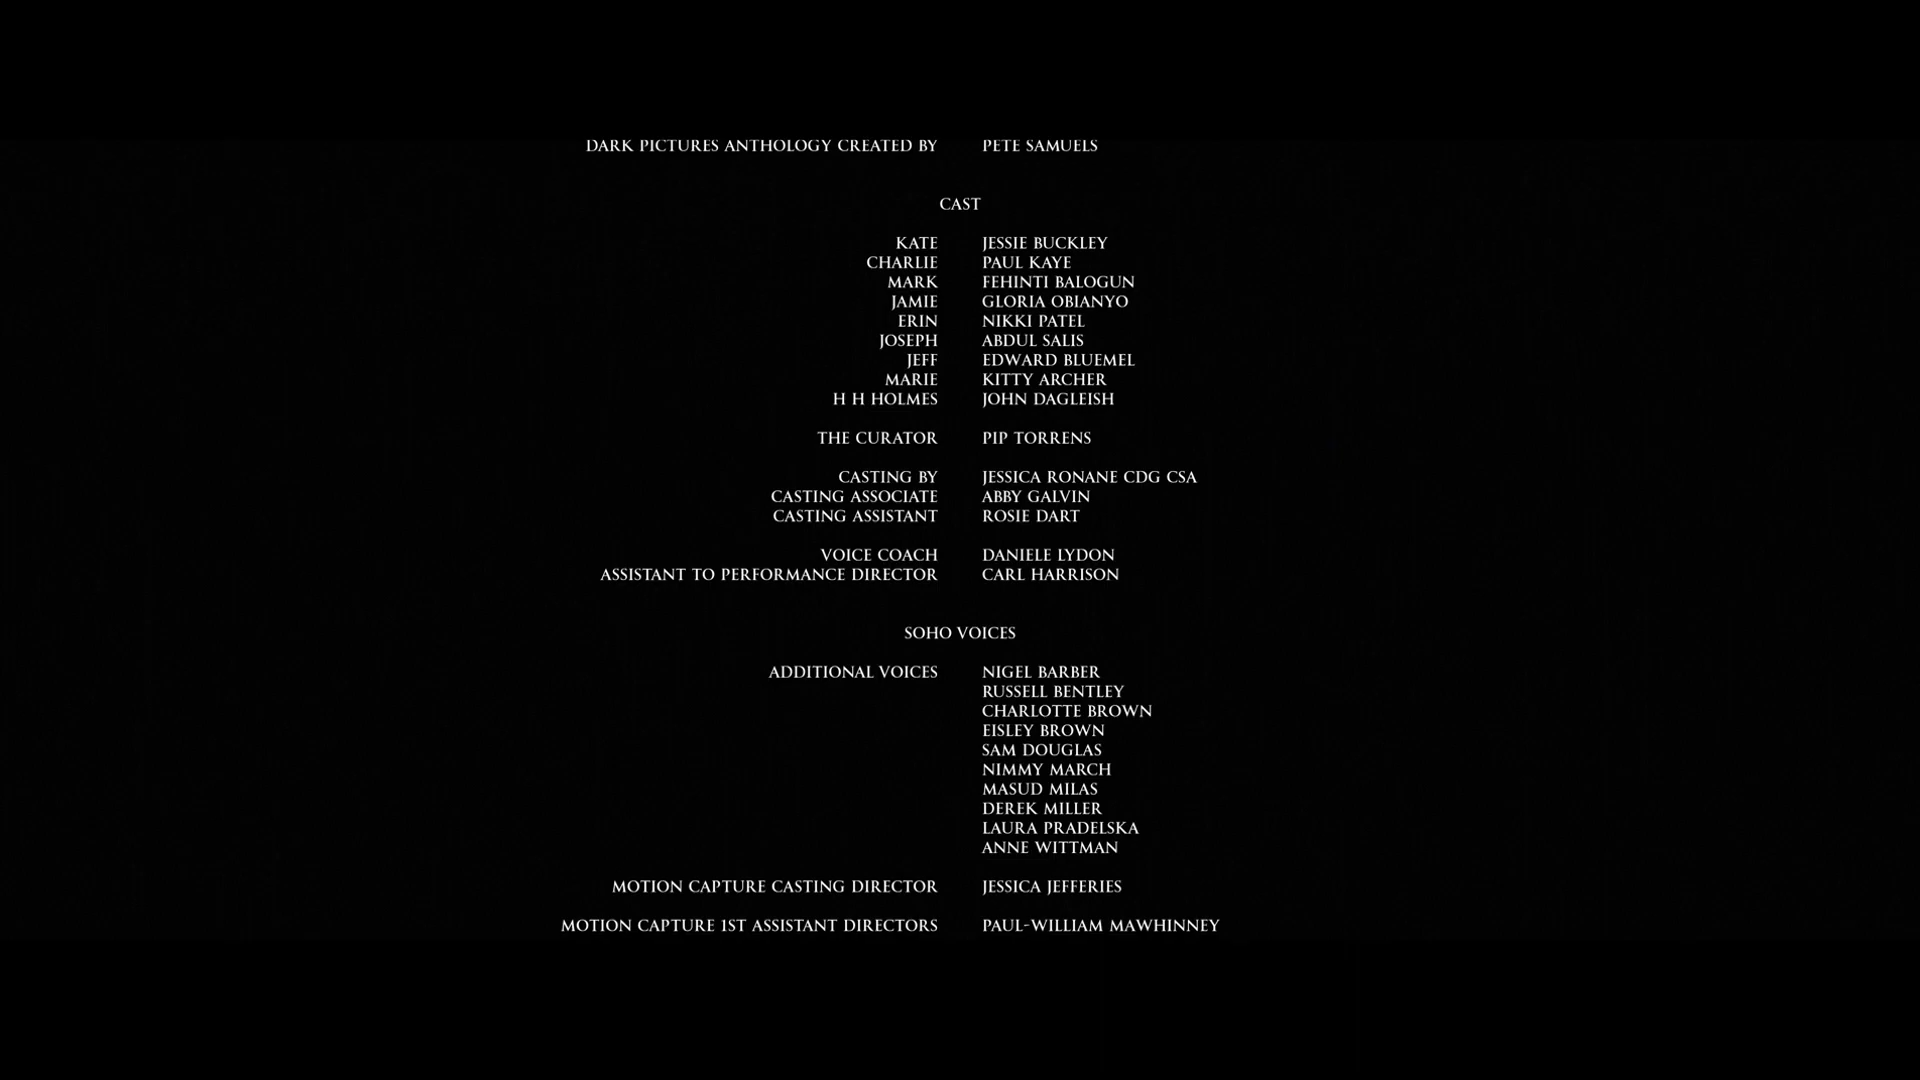 DARK PICTURES ANTHOLOGY CREATED BY PETE SAMUELS
CAST
KATE JESSIE BUCKLEY
CHARLIE PAUL KAYE
MARK FEHINTI BALOGUN
JAMIE GLORIA OBIANYO
ERIN NIKKI PATEL
JOSEPH ABDUL SALIS
JEFF EDWARD BLUEMEL
MARIE KITTY ARCHER
H H HOLMES JOHN DAGLEISH
THE CURATOR PIP TORRENS
CASTING BY JESSICA RONANE CDG CSA
CASTING ASSOCIATE ABBY GALVIN
CASTING ASSISTANT ROSIE DART
VOICE COACH DANIELE LYDON
ASSISTANT TO PERFORMANCE DIRECTOR CARL HARRISON
SOHO VOICES
ADDITIONAL VOICES NIGEL BARBER
RUSSELL BENTLEY
CHARLOTTE BROWN
EISLEY BROWN
SAM DOUGLAS
NIMMY MARCH
MASUD MILAS
DEREK MILLER
LAURA PRADELSKA
ANNE WITTMAN
MOTION CAPTURE CASTING DIRECTOR JESSICA JEFFERIES
MOTION CAPTURE 1ST ASSISTANT DIRECTORS PAUL-WILLIAM MAWHINNEY